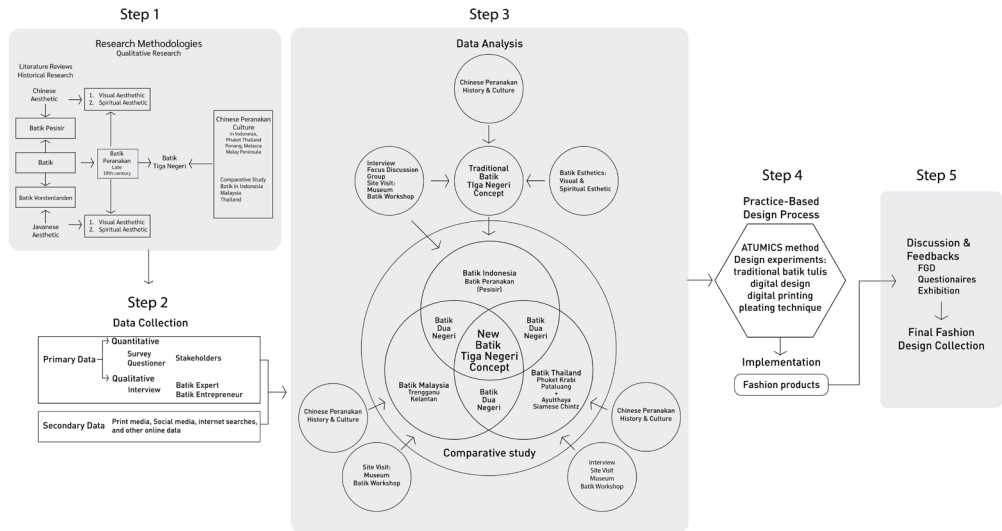 Step 1
Research Methodologies
Qualitative Research
Literature Reviews
Historical Research
Chinese
Aesthetic
1. Visual Aesthethic
2. Spiritual Aesthetic
Batik Pesisir
Batik
Batik
Peranakan
Late
19th century
Batik
Tiga Negeri
Chinese Peranakan
Culture
in Indonesia,
Phuket Thailand
Penang, Malacca
Malay Peninsula
Comparative Study
Batik in Indonesia
Malaysia
Thailand
Batik Vorstenlanden
Javanese
Aesthetic
1. Visual Aesthethic
2. Spiritual Aesthetic
Step 2
Data Collection
Primary Data
Quantitative
Survey
Questioner
Stakeholders
Qualitative
Interview
Batik Expert
Batik Entrepreneur
Secondary Data
Print media, Social media, internet searches,
and other online data
Step 3
Data Analysis
Chinese Peranakan
History & Culture
Interview
Focus Discussion
Group
Site Visit:
Museum
Batik Workshop
Traditional
Batik
Tiga Negeri
Concept
Batik Esthetics:
Visual &
Spiritual Esthetic
Batik Indonesia
Batik Peranakan
(Pesisir)
Batik
Dua
Negeri
Batik
Dua
Negeri
New
Batik
Tiga Negeri
Concept
Batik Malaysia
Trengganu
Kelantan
Batik Thailand
Phuket Krabi
Pataluang
+
Ayutthaya
Siamese Chintz
Batik
Dua
Negeri
Chinese Peranakan
History & Culture
Chinese Peranakan
History & Culture
Comparative study
Site Visit:
Museum
Batik Workshop
Interview
Site Visit
Museum
Batik Workshop
Step 4
Practice-Based
Design Process
ATUMICS method
Design experiments:
traditional batik tulis
digital design
digital printing
pleating technique
Implementation
Fashion products
Step 5
Discussion &
Feedbacks
FGD
Questionaires
Exhibition
Final Fashion
Design Collection